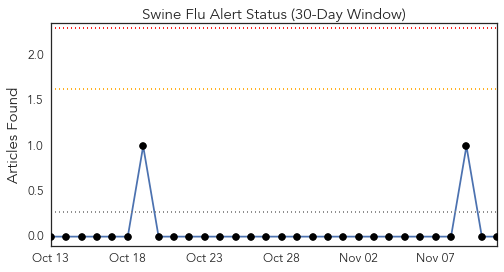 Swine Flu Alert Status (30-Day Window)
Articles Found
2.0
1.5
1.0
0.5
0.0
Oct 13 Oct 18 Oct 23 Oct 28 Nov 02 Nov 07